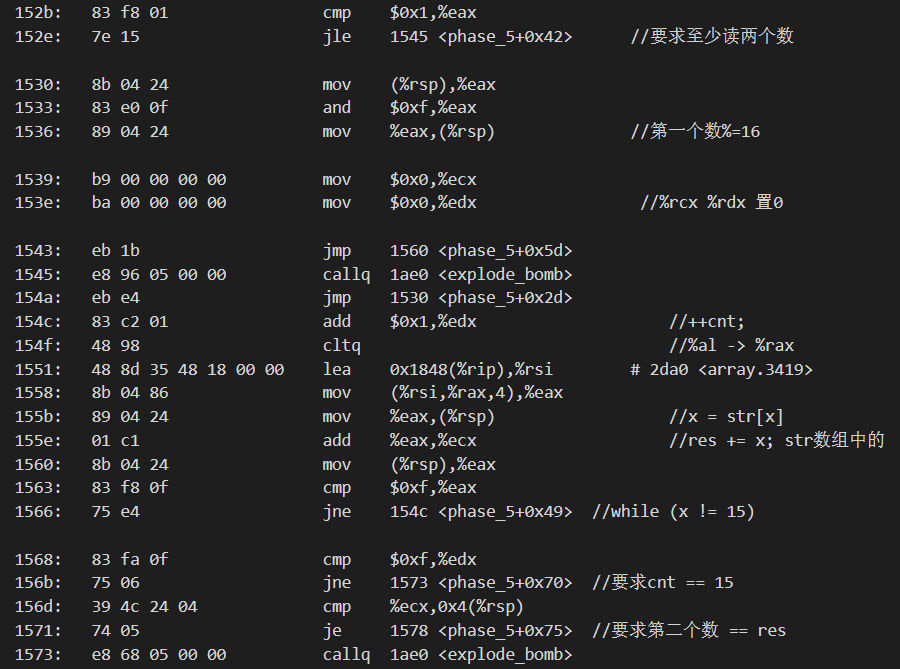 152b: 83 f8 01 cmp $0x1,%eax
152e: 7e 15 jle 1545 <phase_5+0x42> //要求至少读两个数
1530: 8b 04 24 mov (%rsp),%eax
1533: 83 e0 0f and $0xf,%eax
1536: 89 04 24 mov %eax,(%rsp) //第一个数%=16
1539: b9 00 00 00 00 mov $0x0,%ecx
153e: ba 00 00 00 00 mov $0x0,%edx //%rcx %rdx 置0
1543: eb 1b jmp 1560 <phase_5+0x5d>
1545: e8 96 05 00 00 callq 1ae0 <explode_bomb>
154a: eb e4 jmp 1530 <phase_5+0x2d>
154c: 83 c2 01 add $0x1,%edx //++cnt;
154f: 48 98 cltq //%al -> %rax
1551: 48 8d 35 48 18 00 00 lea 0x1848(%rip),%rsi # 2da0 <array.3419>
1558: 8b 04 86 mov (%rsi,%rax,4),%eax
155b: 89 04 24 mov %eax,(%rsp) //x = str[x]
155e: 01 c1 add %eax,%ecx //res += x; str数组中的
1560: 8b 04 24 mov (%rsp),%eax
1563: 83 f8 0f cmp $0xf,%eax
1566: 75 e4 jne 154c <phase_5+0x49> //while (x != 15)
1568: 83 fa 0f cmp $0xf,%edx
156b: 75 06 jne 1573 <phase_5+0x70> //要求cnt == 15
156d: 39 4c 24 04 cmp %ecx,0x4(%rsp)
1571: 74 05 je 1578 <phase_5+0x75> //要求第二个数 == res
1573: e8 68 05 00 00 callq 1ae0 <explode_bomb>